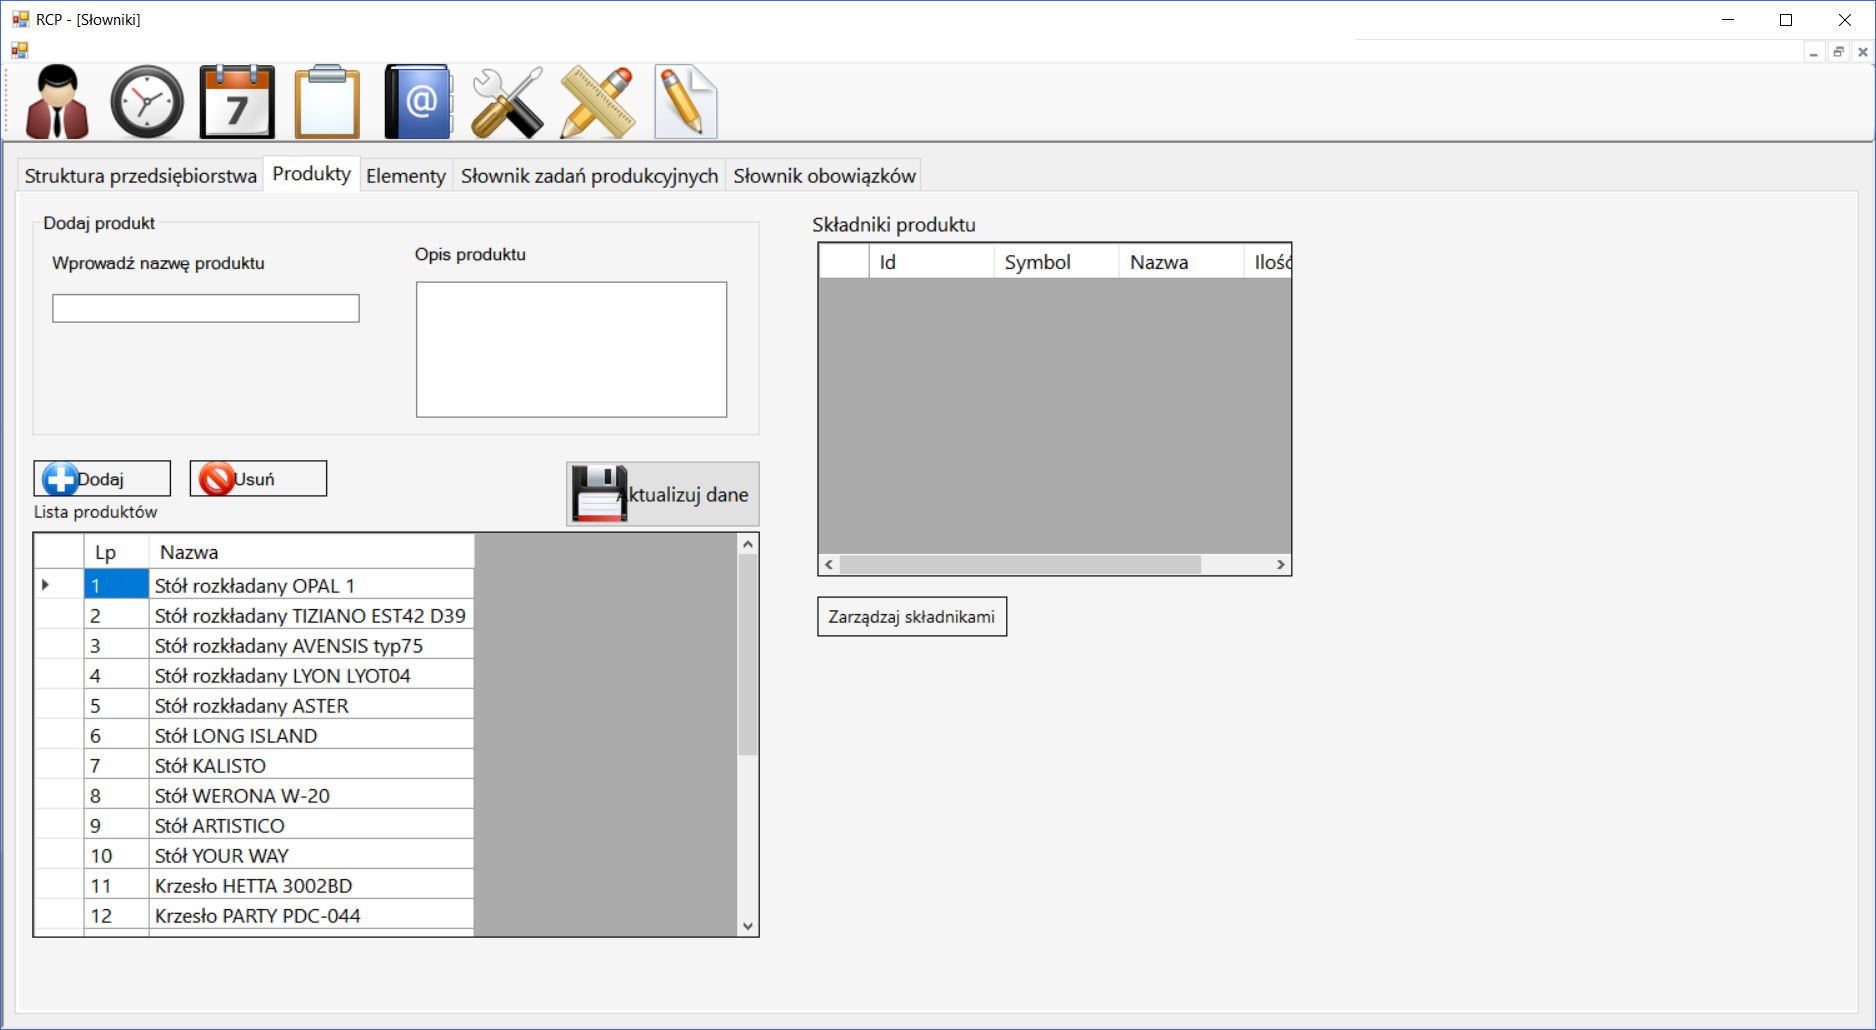 RCP - [Słowniki]
7
@
Struktura przedsiębiorstwa
Produkty
Elementy
Słownik zadań produkcyjnych
Słownik obowiązków
Dodaj produkt
Wprowadź nazwę produktu
Opis produktu
Dodaj
Usuń
Aktualizuj dane
Lista produktów
Lp Nazwa
1 Stół rozkładany OPAL 1
2 Stół rozkładany TIZIANO EST42 D39
3 Stół rozkładany AVENSIS typ75
4 Stół rozkładany LYON LYOT04
5 Stół rozkładany ASTER
6 Stół LONG ISLAND
7 Stół KALISTO
8 Stół WERONA W-20
9 Stół ARTISTICO
10 Stół YOUR WAY
11 Krzesło HETTA 3002BD
12 Krzesło PARTY PDC-044
Składniki produktu
Id Symbol Nazwa Ilość
Zarządzaj składnikami